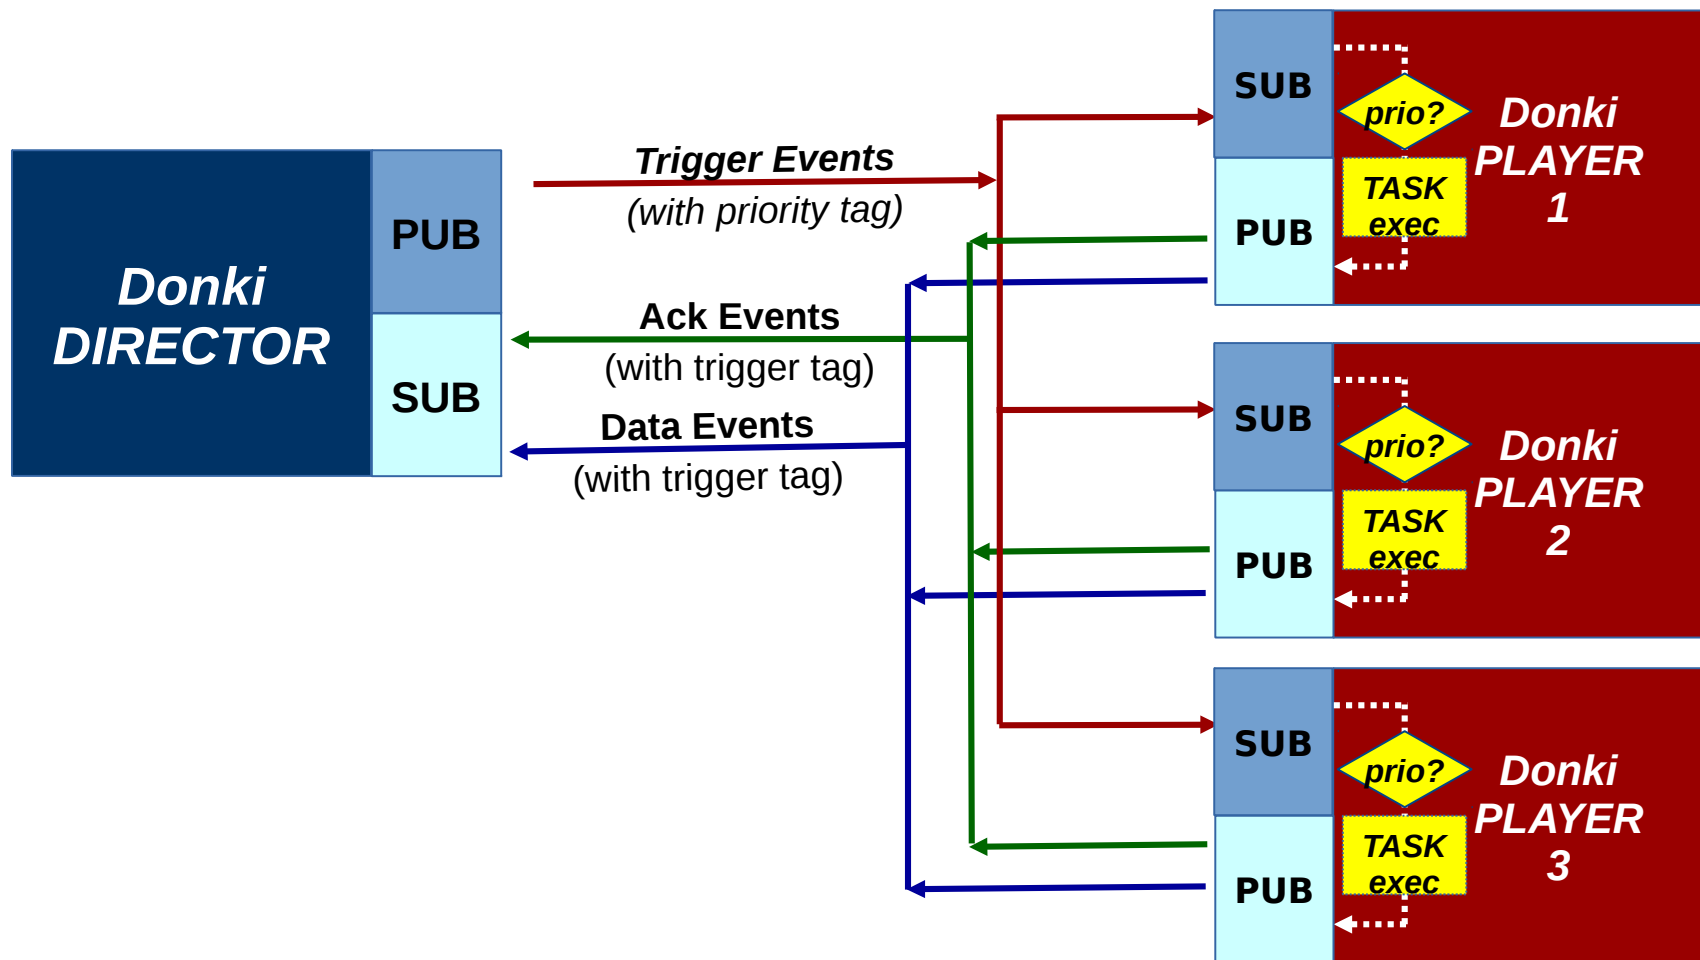 Donki
DIRECTOR
PUB
SUB
Trigger Events
(with priority tag)
Ack Events
(with trigger tag)
Data Events
(with trigger tag)
SUB
PUB
prio?
TASK
exec
Donki
PLAYER
1
SUB
PUB
prio?
TASK
exec
Donki
PLAYER
2
SUB
PUB
prio?
TASK
exec
Donki
PLAYER
3